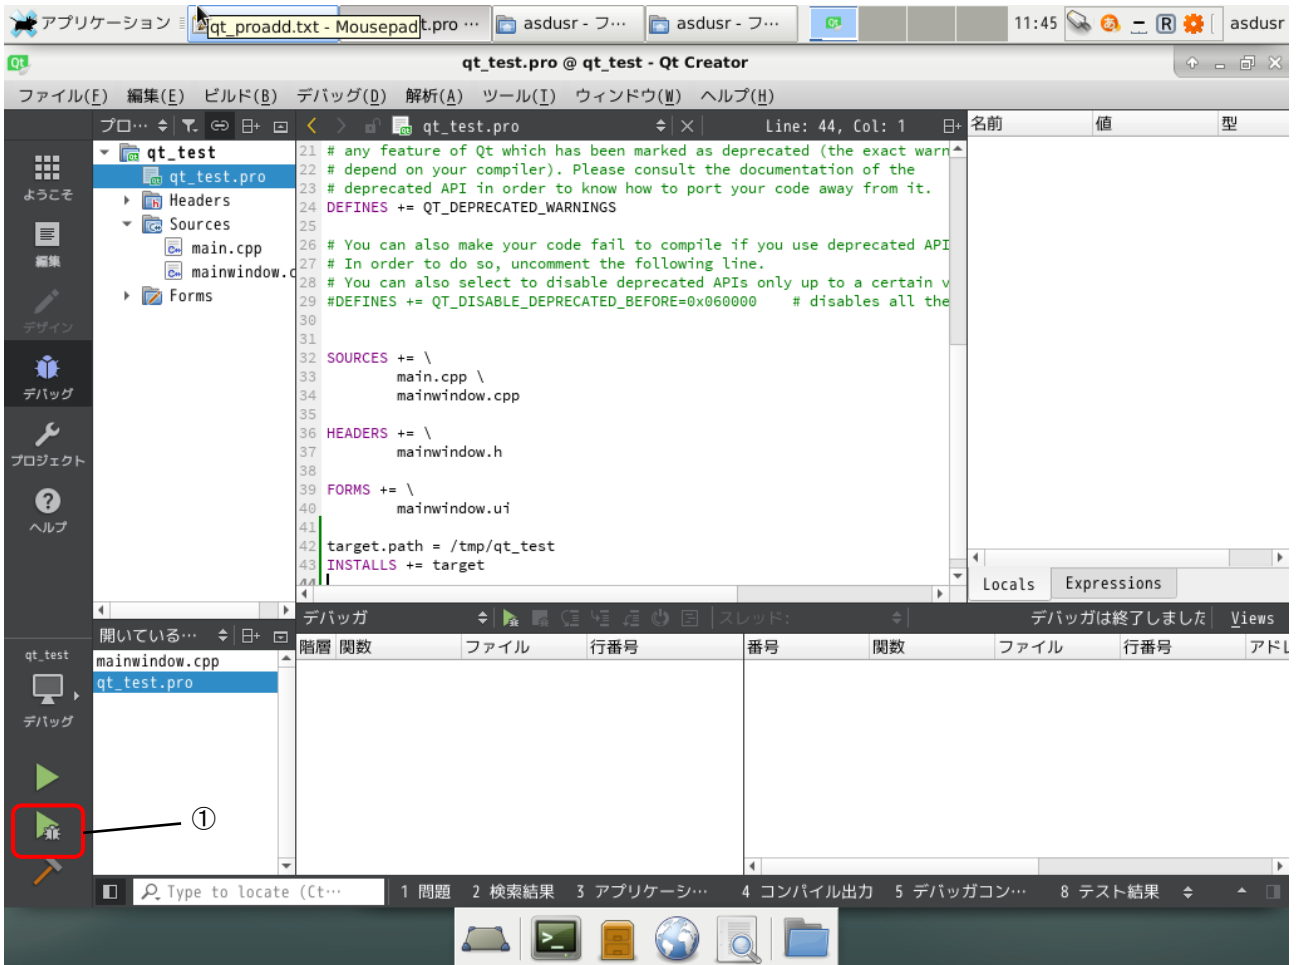 アプリケーション
qt_proadd.txt - Mousepad
t.pro ···
asdusr - フ···
asdusr - フ···
11:45
R
asdusr
qt_test.pro @ qt_test - Qt Creator
ファイル(F) 編集(E) ビルド(B) デバッグ(D) 解析(A) ツール(T) ウィンドウ(W) ヘルプ(H)
プロ···
qt_test.pro
Line: 44, Col: 1
名前 値 型
ようこそ
編集
デザイン
デバッグ
プロジェクト
ヘルプ
qt_test
qt_test.pro
Headers
Sources
main.cpp
mainwindow.c
Forms
21 # any feature of Qt which has been marked as deprecated (the exact warn
22 # depend on your compiler). Please consult the documentation of the
23 # deprecated API in order to know how to port your code away from it.
24 DEFINES += QT_DEPRECATED_WARNINGS
25
26 # You can also make your code fail to compile if you use deprecated API
27 # In order to do so, uncomment the following line.
28 # You can also select to disable deprecated APIs only up to a certain v
29 #DEFINES += QT_DISABLE_DEPRECATED_BEFORE=0x060000    # disables all the
30
31
32 SOURCES += \
33         main.cpp \
34         mainwindow.cpp
35
36 HEADERS += \
37         mainwindow.h
38
39 FORMS += \
40         mainwindow.ui
41
42 target.path = /tmp/qt_test
43 INSTALLS += target
44
Locals Expressions
開いている···
mainwindow.cpp
qt_test.pro
デバッガ
スレッド:
デバッガは終了しました
Views
階層 関数 ファイル 行番号
番号 関数 ファイル 行番号 アドレ
qt_test
デバッグ
①
Type to locate (Ct···
1 問題 2 検索結果 3 アプリケーシ··· 4 コンパイル出力 5 デバッガコン··· 8 テスト結果